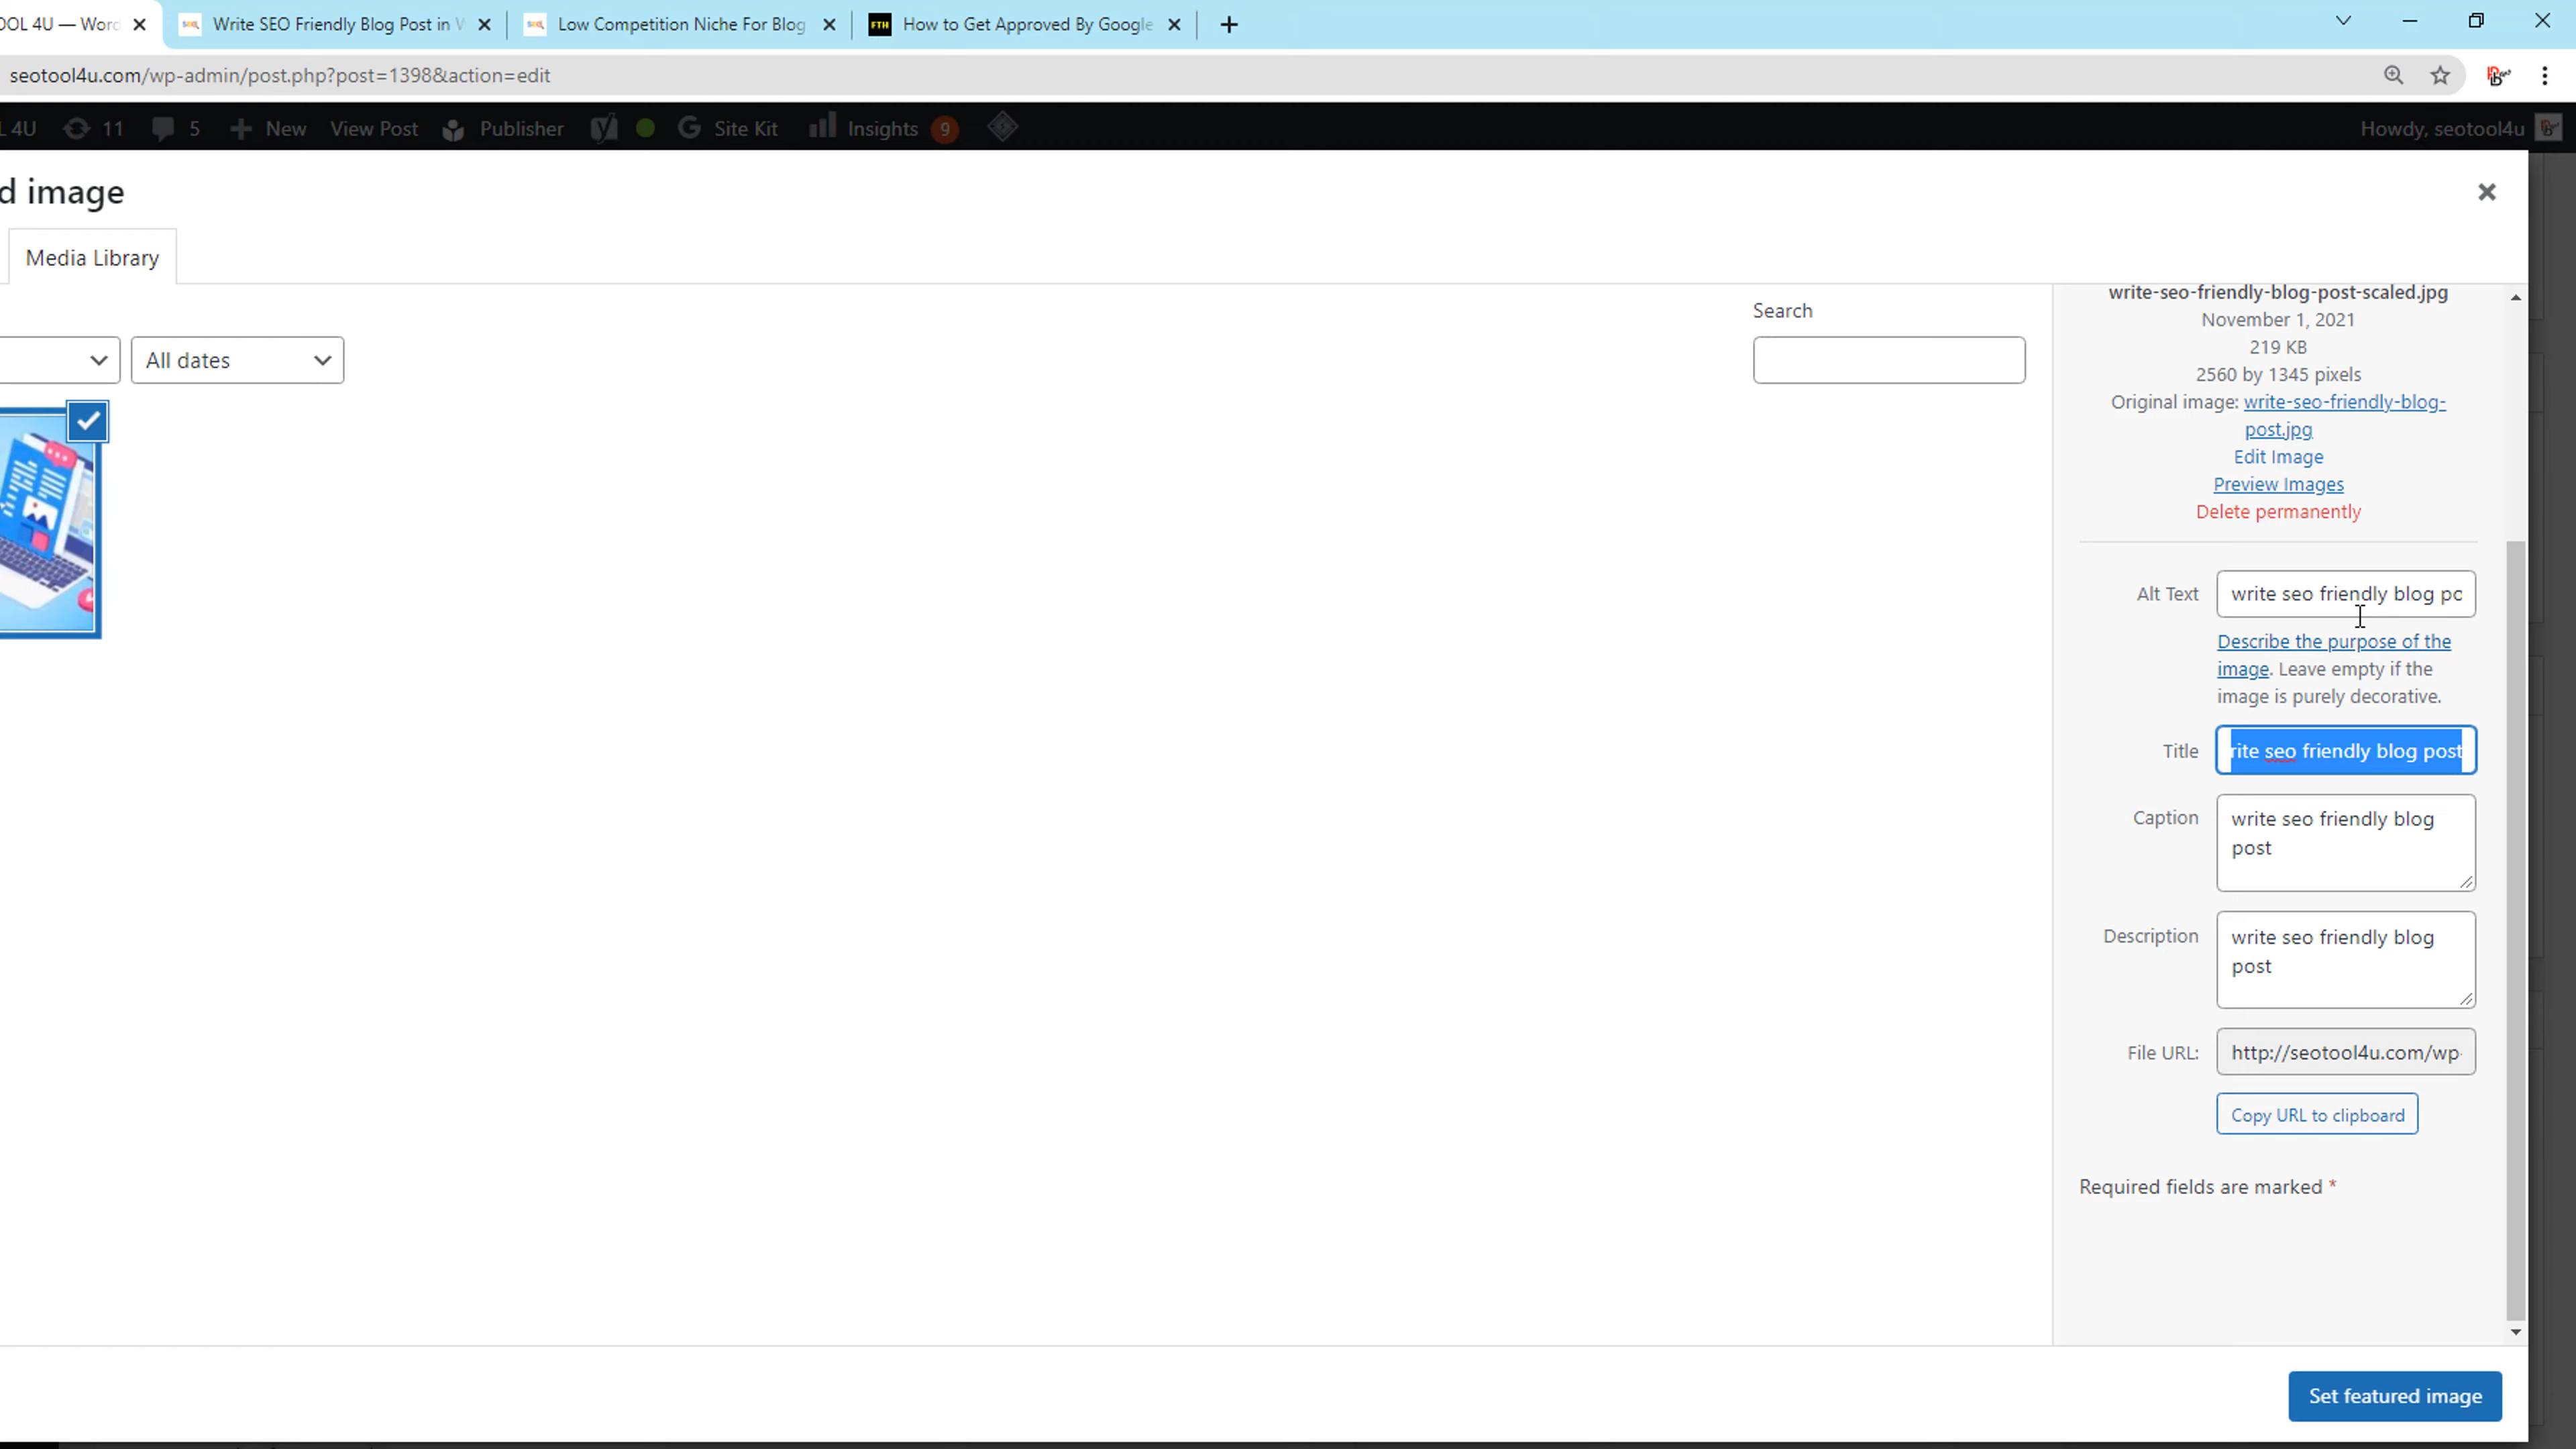 OOL 4U — Word
Write SEO Friendly Blog Post in W
Low Competition Niche For Blog
FTH
How to Get Approved By Google
seotool4u.com/wp-admin/post.php?post=1398&action=edit
L 4U
11
5
New
View Post
Publisher
Site Kit
Insights
9
Howdy, seotool4u
d image
Media Library
All dates
Search
write-seo-friendly-blog-post-scaled.jpg
November 1, 2021
219 KB
2560 by 1345 pixels
Original image: write-seo-friendly-blog-
post.jpg
Edit Image
Preview Images
Delete permanently
Alt Text
write seo friendly blog po
Describe the purpose of the
image. Leave empty if the
image is purely decorative.
Title
rite seo friendly blog post
Caption
write seo friendly blog
post
Description
write seo friendly blog
post
File URL:
http://seotool4u.com/wp-
Copy URL to clipboard
Required fields are marked *
Set featured image